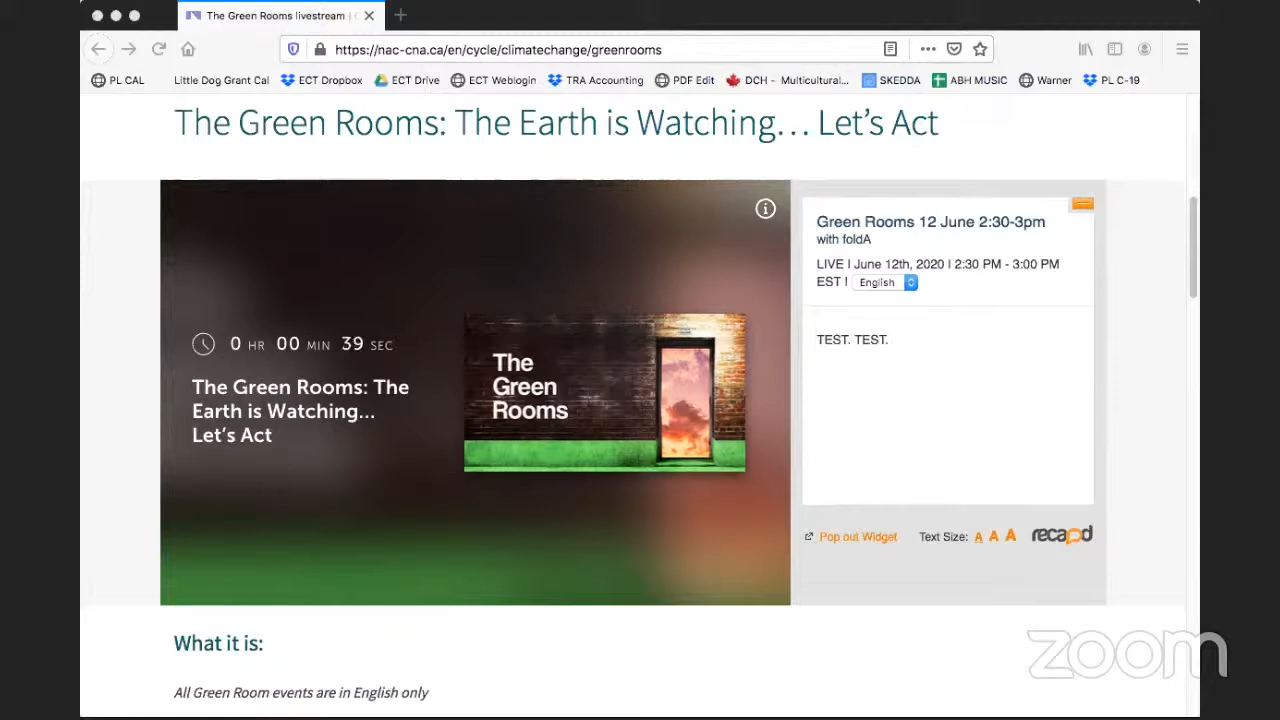 The Green Rooms livestream |
https://nac-cna.ca/en/cycle/climatechange/greenrooms
PL CAL Little Dog Grant Cal ECT Dropbox ECT Drive ECT Weblogin TRA Accounting PDF Edit DCH - Multicultural... SKEDDA ABH MUSIC Warner PL C-19
The Green Rooms: The Earth is Watching… Let’s Act
0 HR 00 MIN 39 SEC
The Green Rooms: The
Earth is Watching…
Let’s Act
The
Green
Rooms
Green Rooms 12 June 2:30-3pm
with foldA
LIVE | June 12th, 2020 | 2:30 PM - 3:00 PM
EST | English
TEST. TEST.
Pop out Widget Text Size: A A A recapd
What it is:
All Green Room events are in English only
zoom